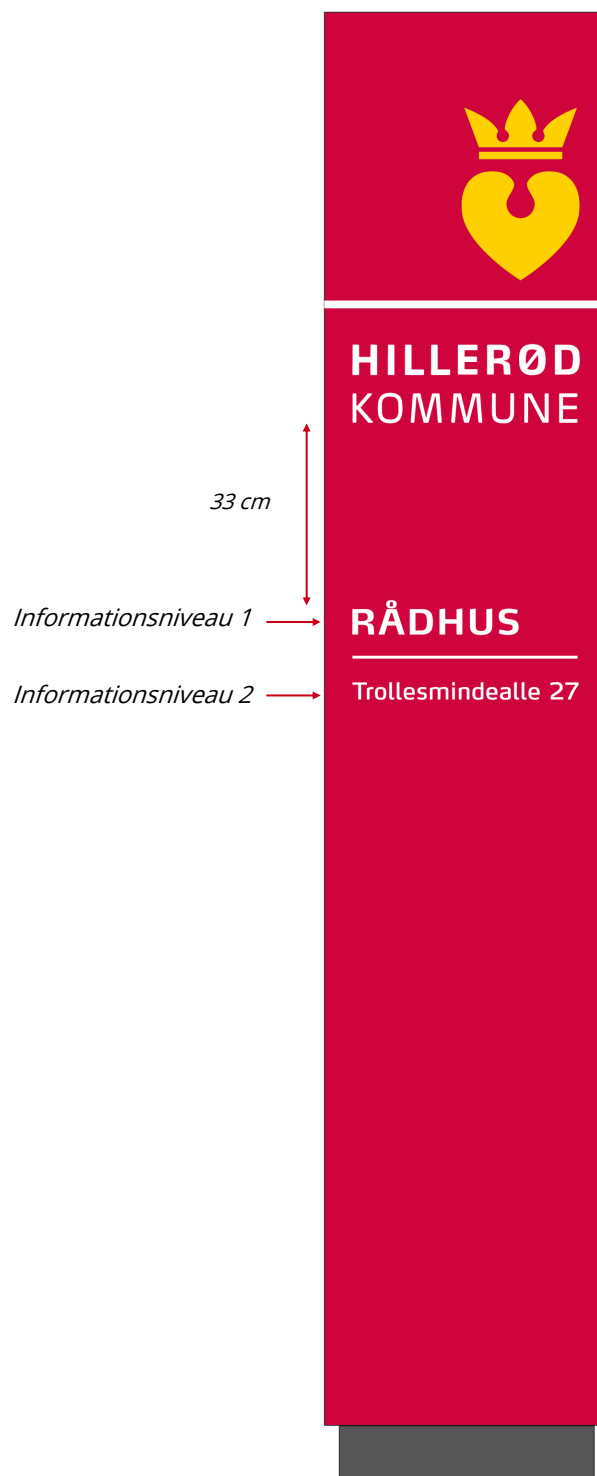 HILLERØD
KOMMUNE
33 cm
Informationsniveau 1
RÅDHUS
Informationsniveau 2
Trollesmindealle 27